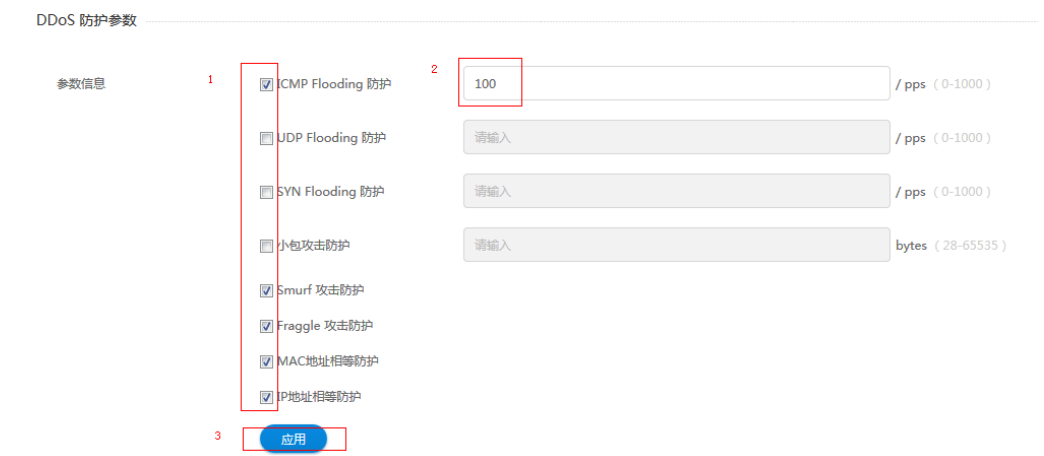 DDoS 防护参数
参数信息 1 ICMP Flooding 防护 2 100 / pps ( 0-1000 )
UDP Flooding 防护 请输入 / pps ( 0-1000 )
SYN Flooding 防护 请输入 / pps ( 0-1000 )
小包攻击防护 请输入 bytes ( 28-65535 )
Smurf 攻击防护
Fraggle 攻击防护
MAC地址相等防护
IP地址相等防护
3 应用